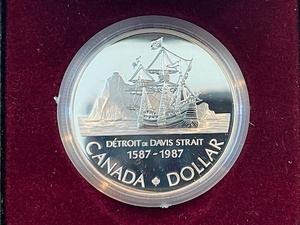 DÉTROIT DE DAVIS STRAIT
1587-1987
CANADA DOLLAR